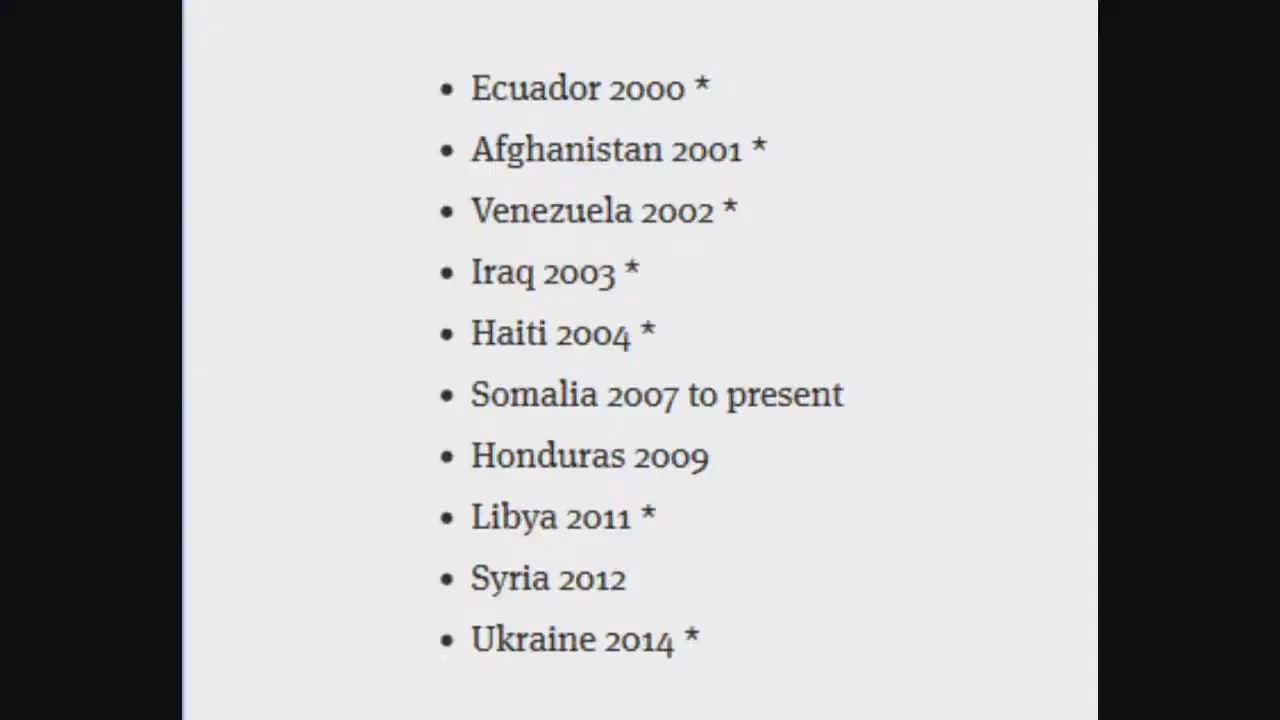 • Ecuador 2000 *
• Afghanistan 2001 *
• Venezuela 2002 *
• Iraq 2003 *
• Haiti 2004 *
• Somalia 2007 to present
• Honduras 2009
• Libya 2011 *
• Syria 2012
• Ukraine 2014 *